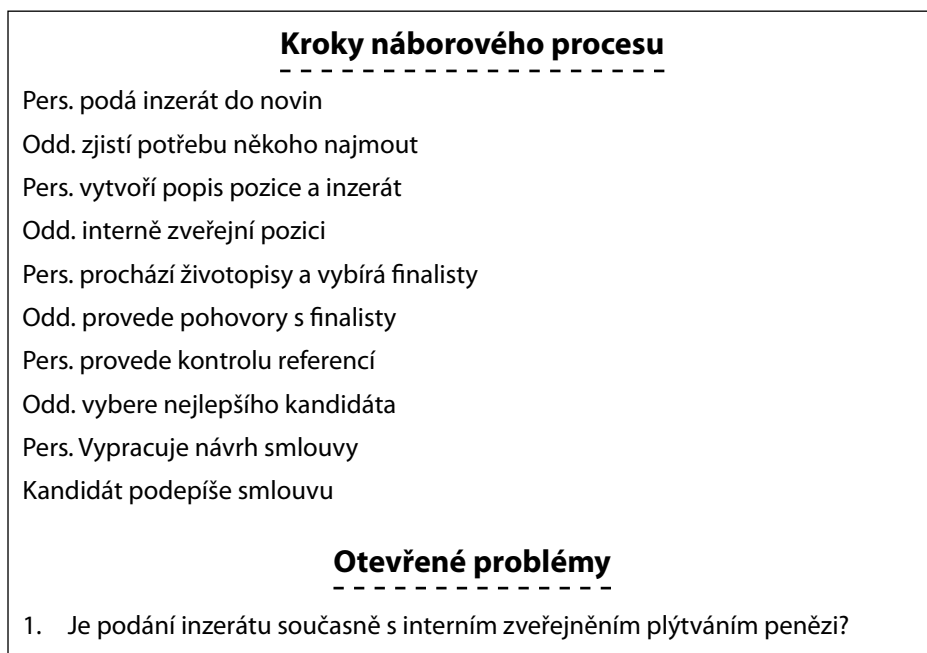 Kroky náborového procesu
Pers. podá inzerát do novin
Odd. zjistí potřebu někoho najmout
Pers. vytvoří popis pozice a inzerát
Odd. interně zveřejní pozici
Pers. prochází životopisy a vybírá finalisty
Odd. provede pohovory s finalisty
Pers. provede kontrolu referencí
Odd. vybere nejlepšího kandidáta
Pers. Vypracuje návrh smlouvy
Kandidát podepíše smlouvu
Otevřené problémy
1. Je podání inzerátu současně s interním zveřejněním plýtváním penězi?